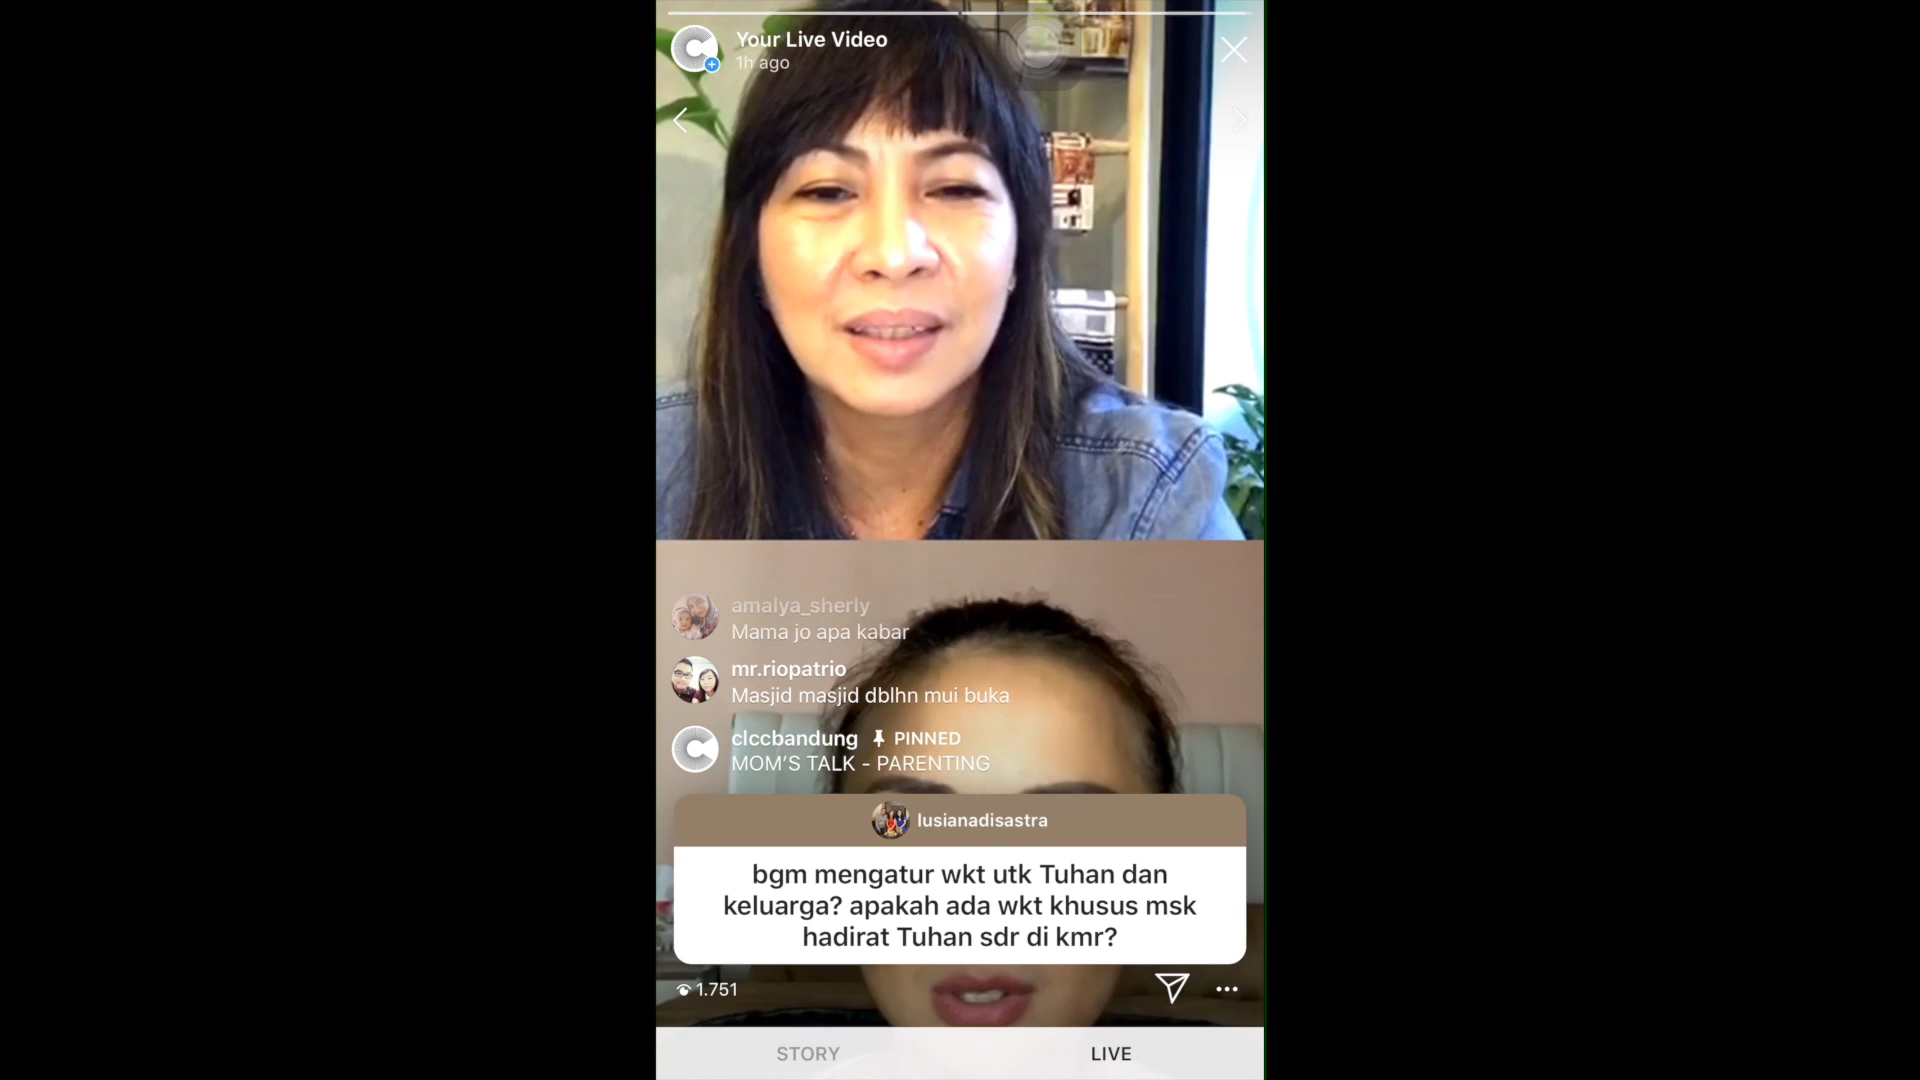 Your Live Video
1h ago
amalya_sherly
Mama jo apa kabar
mr.riopatrio
Masjid masjid dblhn mui buka
clccbandung PINNED
MOM’S TALK - PARENTING
lusianadisastra
bgm mengatur wkt utk Tuhan dan
keluarga? apakah ada wkt khusus msk
hadirat Tuhan sdr di kmr?
1.751
STORY
LIVE